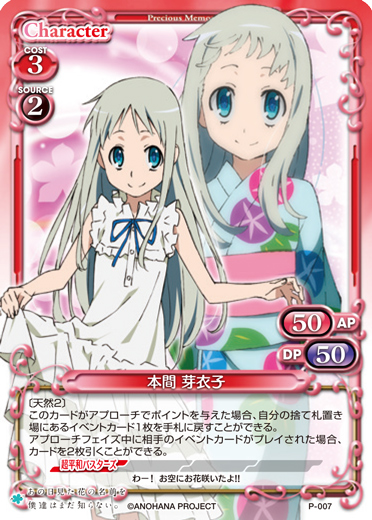 Precious Memo
Character
COST
3
SOURCE
2
50 AP
DP 50
本間 芽衣子
〔天然2〕
このカードがアプローチでポイントを与えた場合、自分の捨て札置き
場にあるイベントカード1枚を手札に戻すことができる。
アプローチフェイズ中に相手のイベントカードがプレイされた場合、
カードを2枚引くことができる。
超平和バスターズ
わー! お空にお花咲いたよ!!
あの日見た花の名前を
僕達はまだ知らない。
©ANOHANA PROJECT
P-007